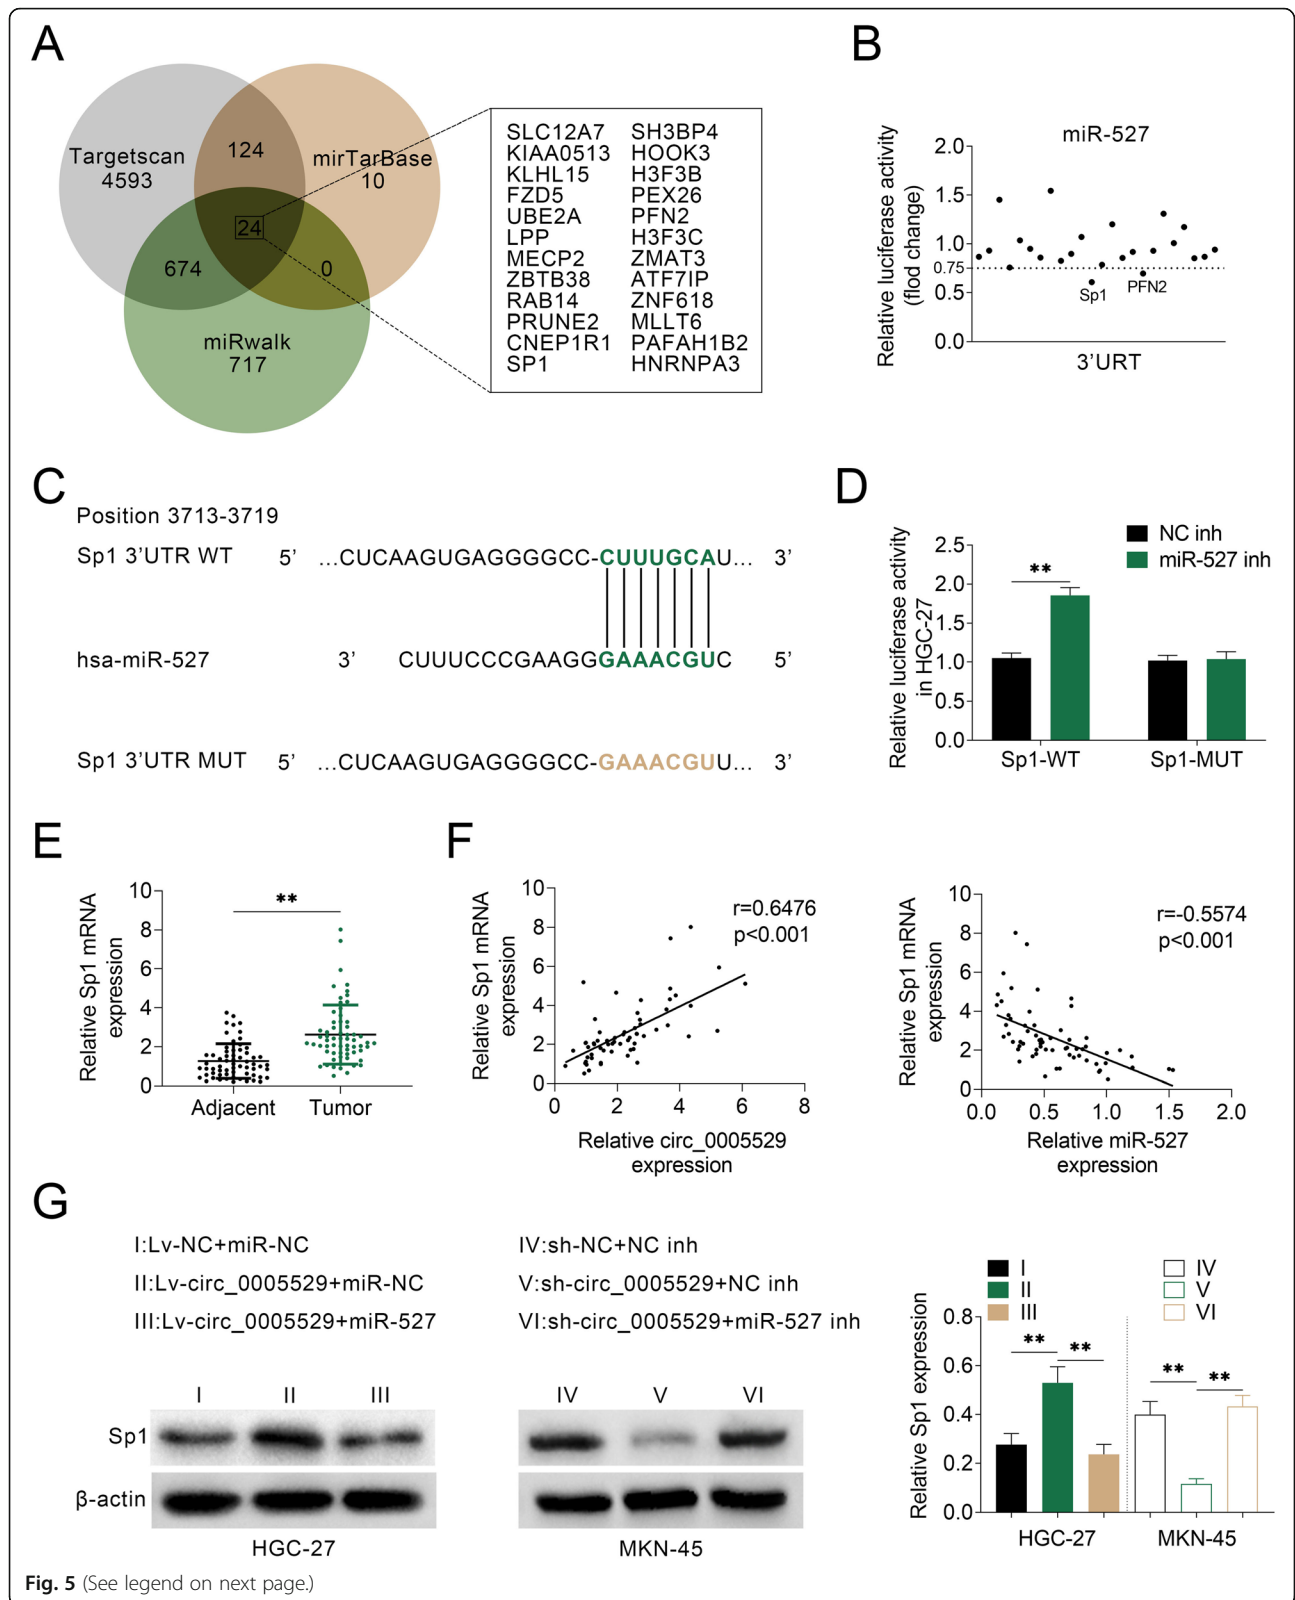 A
Targetscan
4593
124
mirTarBase
10
24
674
0
miRwalk
717
SLC12A7 SH3BP4
KIAA0513 HOOK3
KLHL15 H3F3B
FZD5 PEX26
UBE2A PFN2
LPP H3F3C
MECP2 ZMAT3
ZBTB38 ATF7IP
RAB14 ZNF618
PRUNE2 MLLT6
CNEP1R1 PAFAH1B2
SP1 HNRNPA3
B
miR-527
Relative luciferase activity
(flod change)
2.0
1.5
1.0
0.75
0.5
0.0
Sp1
PFN2
3'URT
C
Position 3713-3719
Sp1 3'UTR WT 5' ...CUCAAGUGAGGGGCC-CUUUGCAU... 3'
hsa-miR-527 3' CUUUCCCGAAGGGAAACGUC 5'
Sp1 3'UTR MUT 5' ...CUCAAGUGAGGGGCC-GAAACGUU... 3'
D
NC inh
miR-527 inh
Relative luciferase activity
in HGC-27
2.5
2.0
1.5
1.0
0.5
0.0
**
Sp1-WT Sp1-MUT
E
Relative Sp1 mRNA
expression
10
8
6
4
2
0
**
Adjacent Tumor
F
Relative Sp1 mRNA
expression
10
8
6
4
2
0
r=0.6476
p<0.001
0 2 4 6 8
Relative circ_0005529
expression
Relative Sp1 mRNA
expression
10
8
6
4
2
0
r=-0.5574
p<0.001
0.0 0.5 1.0 1.5 2.0
Relative miR-527
expression
G
I:Lv-NC+miR-NC
II:Lv-circ_0005529+miR-NC
III:Lv-circ_0005529+miR-527
IV:sh-NC+NC inh
V:sh-circ_0005529+NC inh
VI:sh-circ_0005529+miR-527 inh
I II III
IV V VI
Sp1
β-actin
HGC-27
MKN-45
I
II
III
IV
V
VI
Relative Sp1 expression
0.8
0.6
0.4
0.2
0.0
** **
** **
HGC-27 MKN-45
Fig. 5 (See legend on next page.)